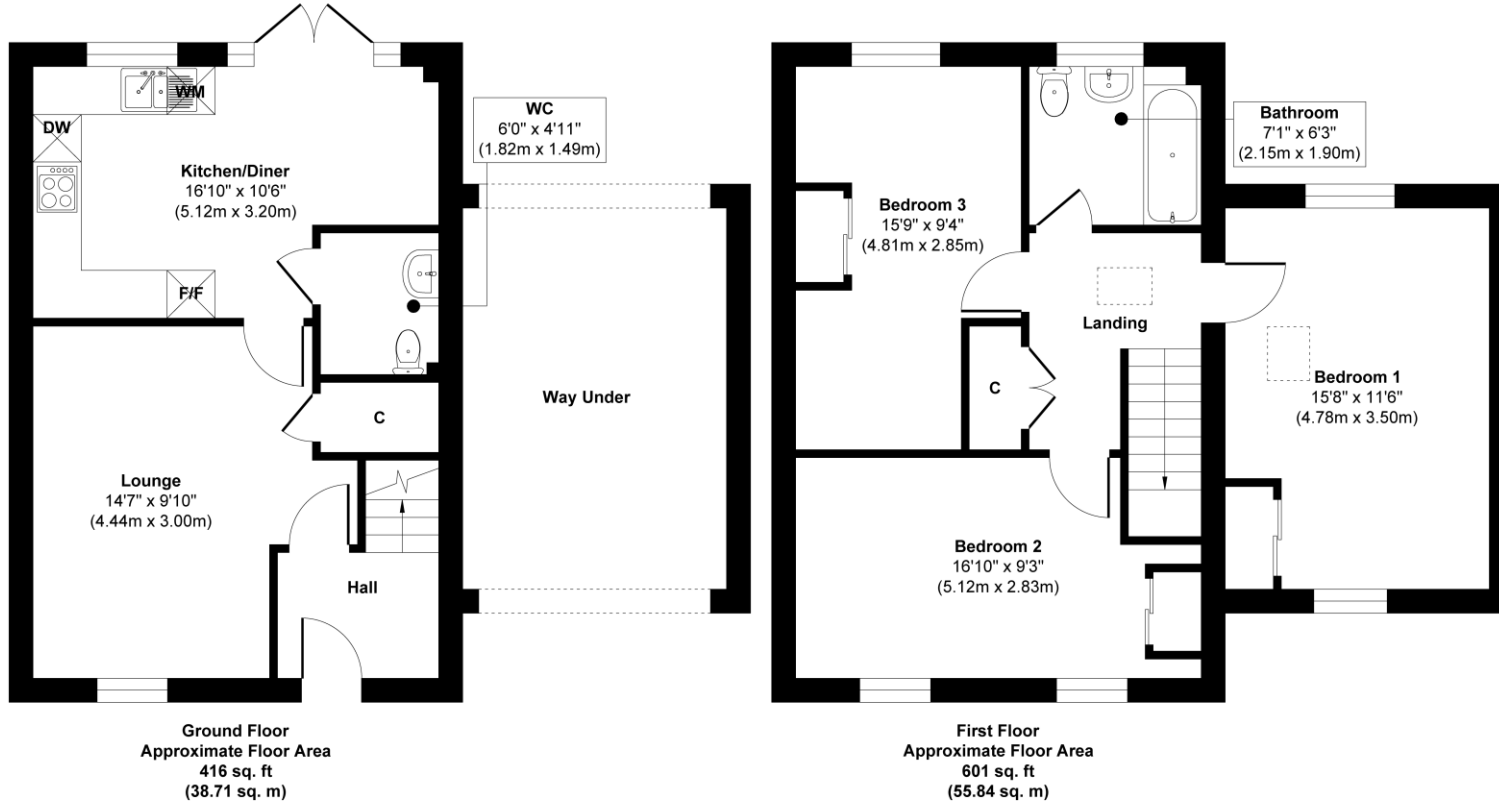 WM
DW
Kitchen/Diner
16'10" x 10'6"
(5.12m x 3.20m)
F/F
WC
6'0" x 4'11"
(1.82m x 1.49m)
C
Lounge
14'7" x 9'10"
(4.44m x 3.00m)
Hall
Way Under
Ground Floor
Approximate Floor Area
416 sq. ft
(38.71 sq. m)
Bathroom
7'1" x 6'3"
(2.15m x 1.90m)
Bedroom 3
15'9" x 9'4"
(4.81m x 2.85m)
Landing
C
Bedroom 1
15'8" x 11'6"
(4.78m x 3.50m)
Bedroom 2
16'10" x 9'3"
(5.12m x 2.83m)
First Floor
Approximate Floor Area
601 sq. ft
(55.84 sq. m)